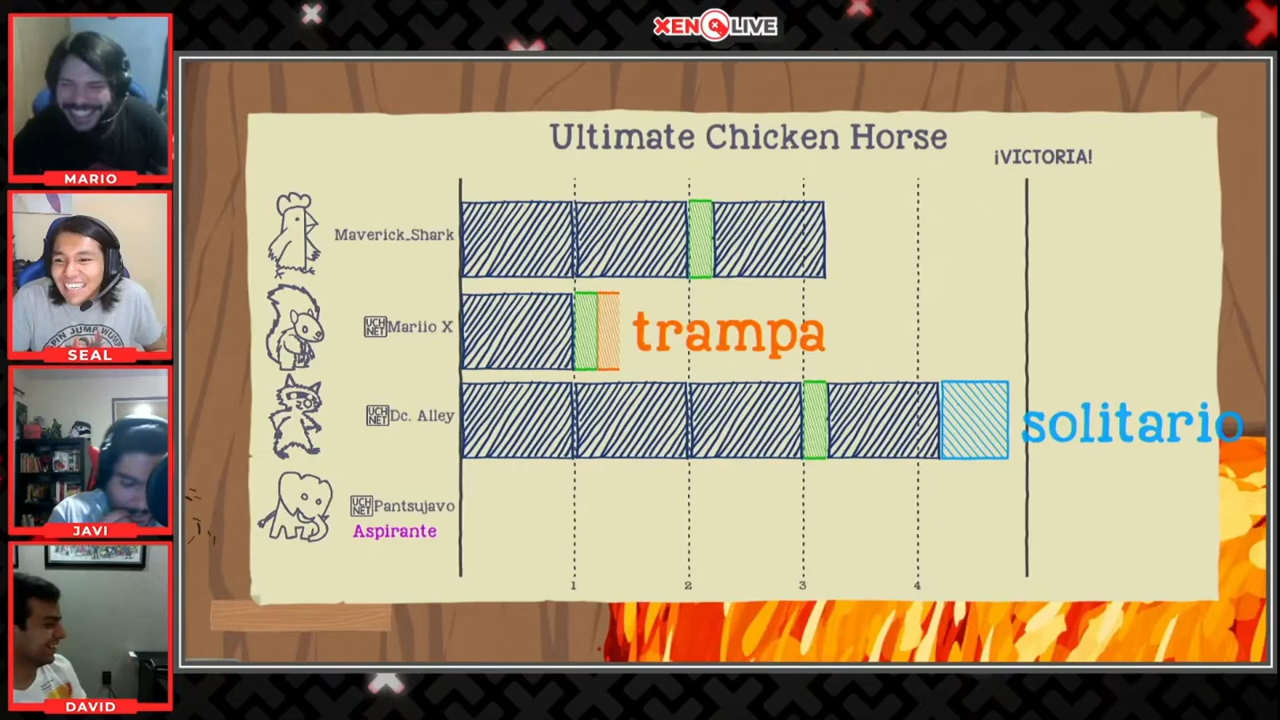 XENOLIVE
MARIO
SEAL
JAVI
DAVID
Ultimate Chicken Horse
¡VICTORIA!
Maverick_Shark
UCH NET Mariio X
trampa
UCH NET Dc. Alley
solitario
UCH NET Pantsujavo
Aspirante
1 2 3 4